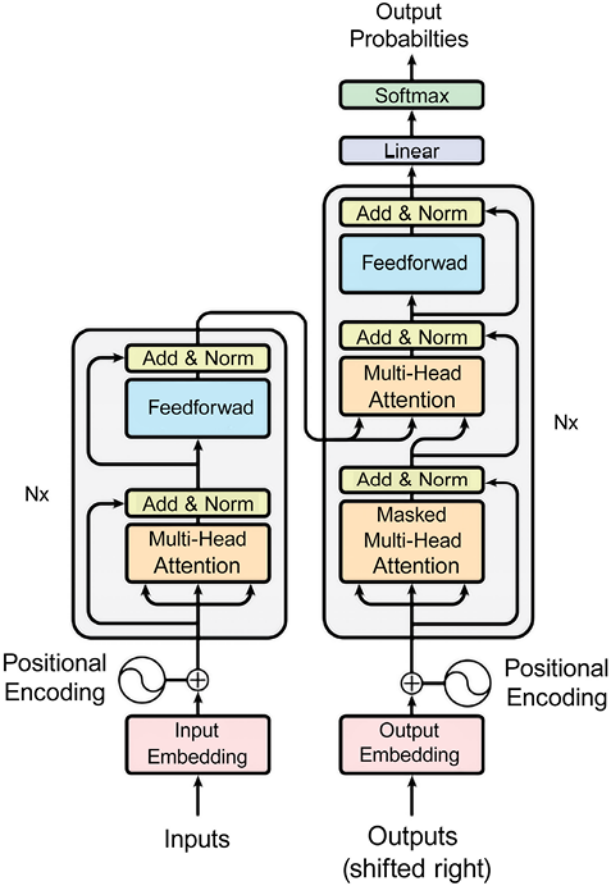 Output
Probabilties
Softmax
Linear
Add & Norm
Feedforwad
Add & Norm
Multi-Head
Attention
Add & Norm
Masked
Multi-Head
Attention
Nx
Add & Norm
Feedforwad
Add & Norm
Multi-Head
Attention
Nx
Positional
Encoding
Input
Embedding
Inputs
Positional
Encoding
Output
Embedding
Outputs
(shifted right)